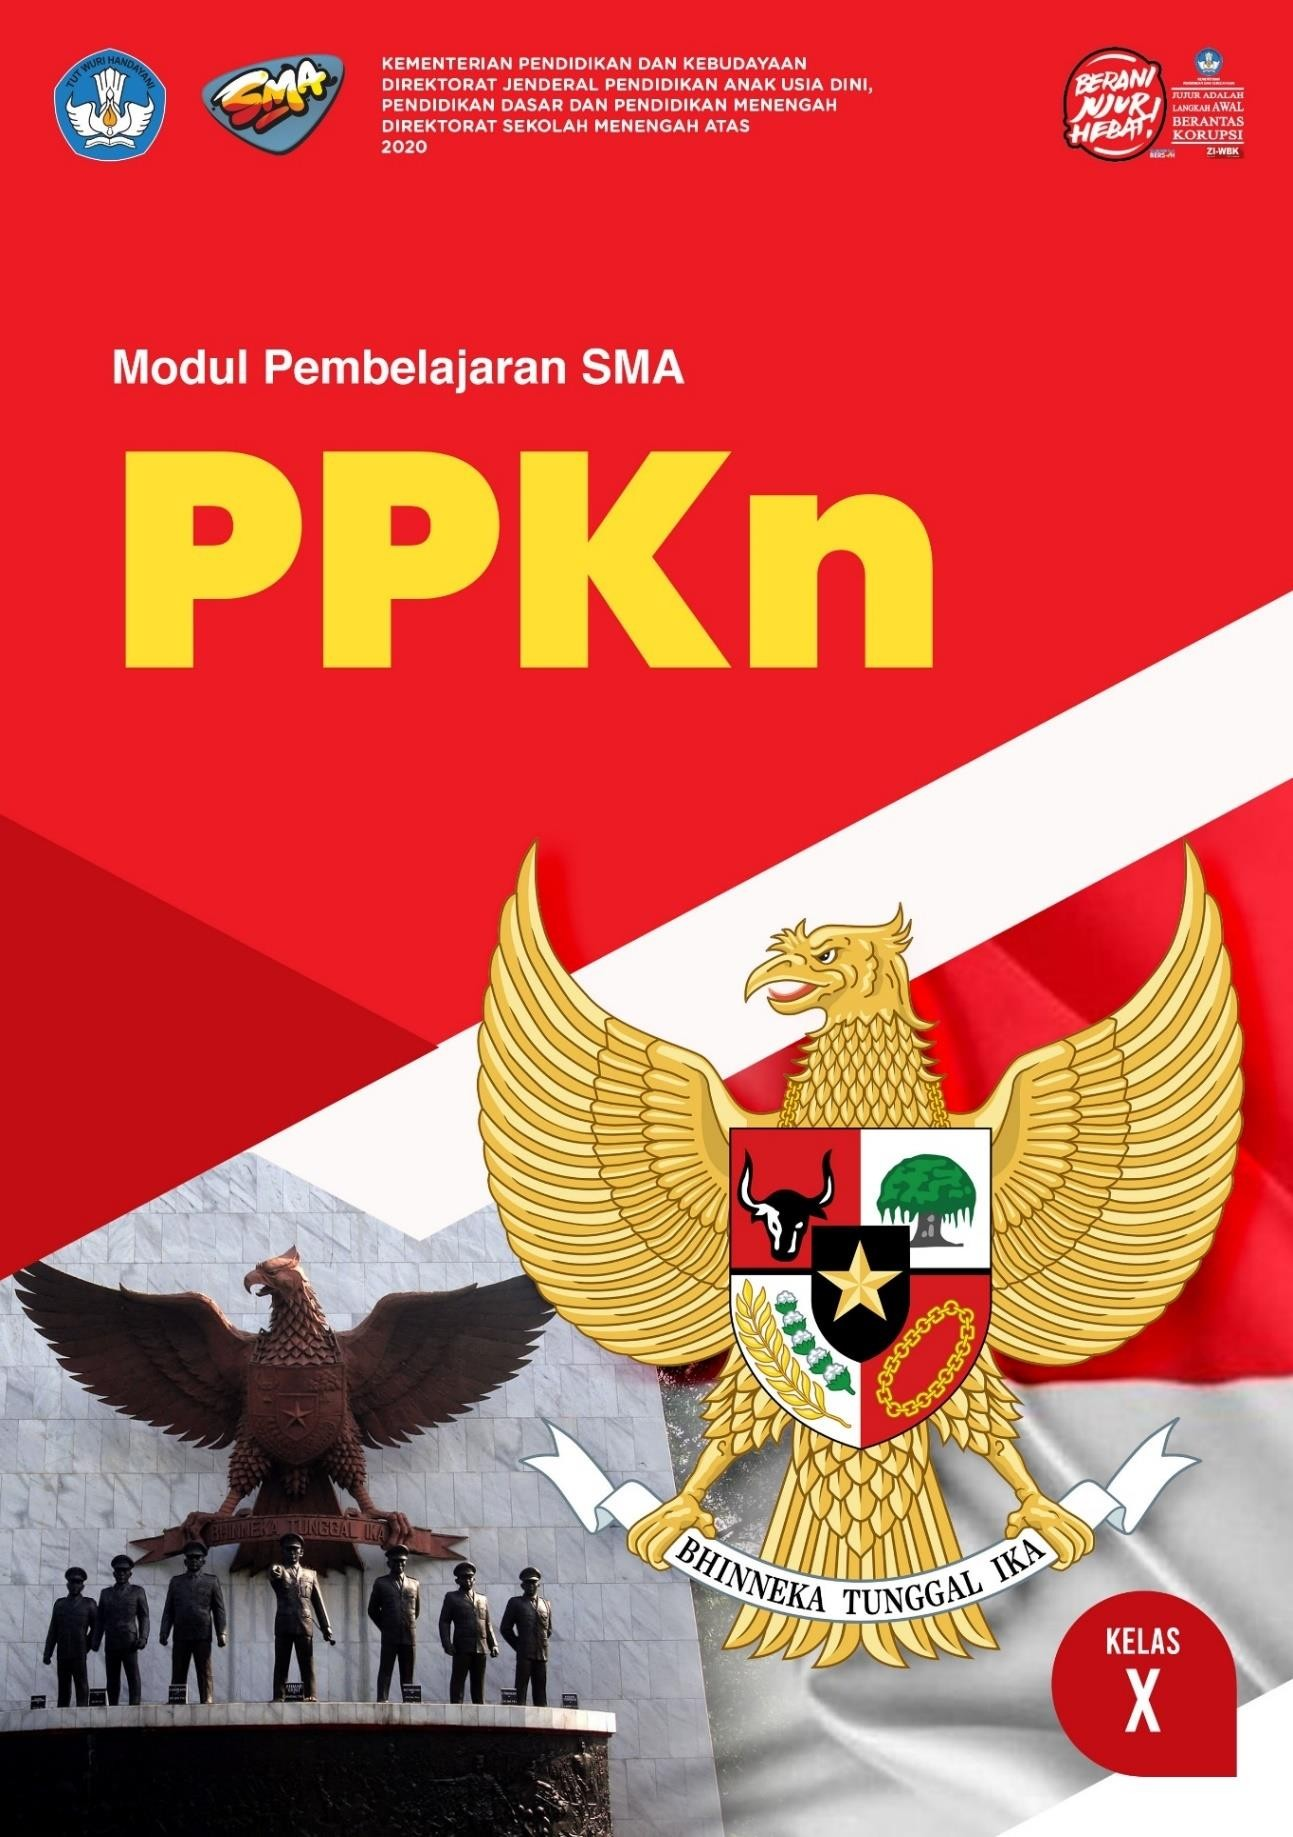 TUT WURI HANDAYANI
SMA
KEMENTERIAN PENDIDIKAN DAN KEBUDAYAAN
DIREKTORAT JENDERAL PENDIDIKAN ANAK USIA DINI,
PENDIDIKAN DASAR DAN PENDIDIKAN MENENGAH
DIREKTORAT SEKOLAH MENENGAH ATAS
2020
BERANI
JUJUR
HEBAT!
JUJUR ADALAH
LANGKAH AWAL
BERANTAS
KORUPSI
ZI-WBK
Modul Pembelajaran SMA
PPKn
BHINNEKA TUNGGAL IKA
BHINNEKA TUNGGAL IKA
KELAS
X